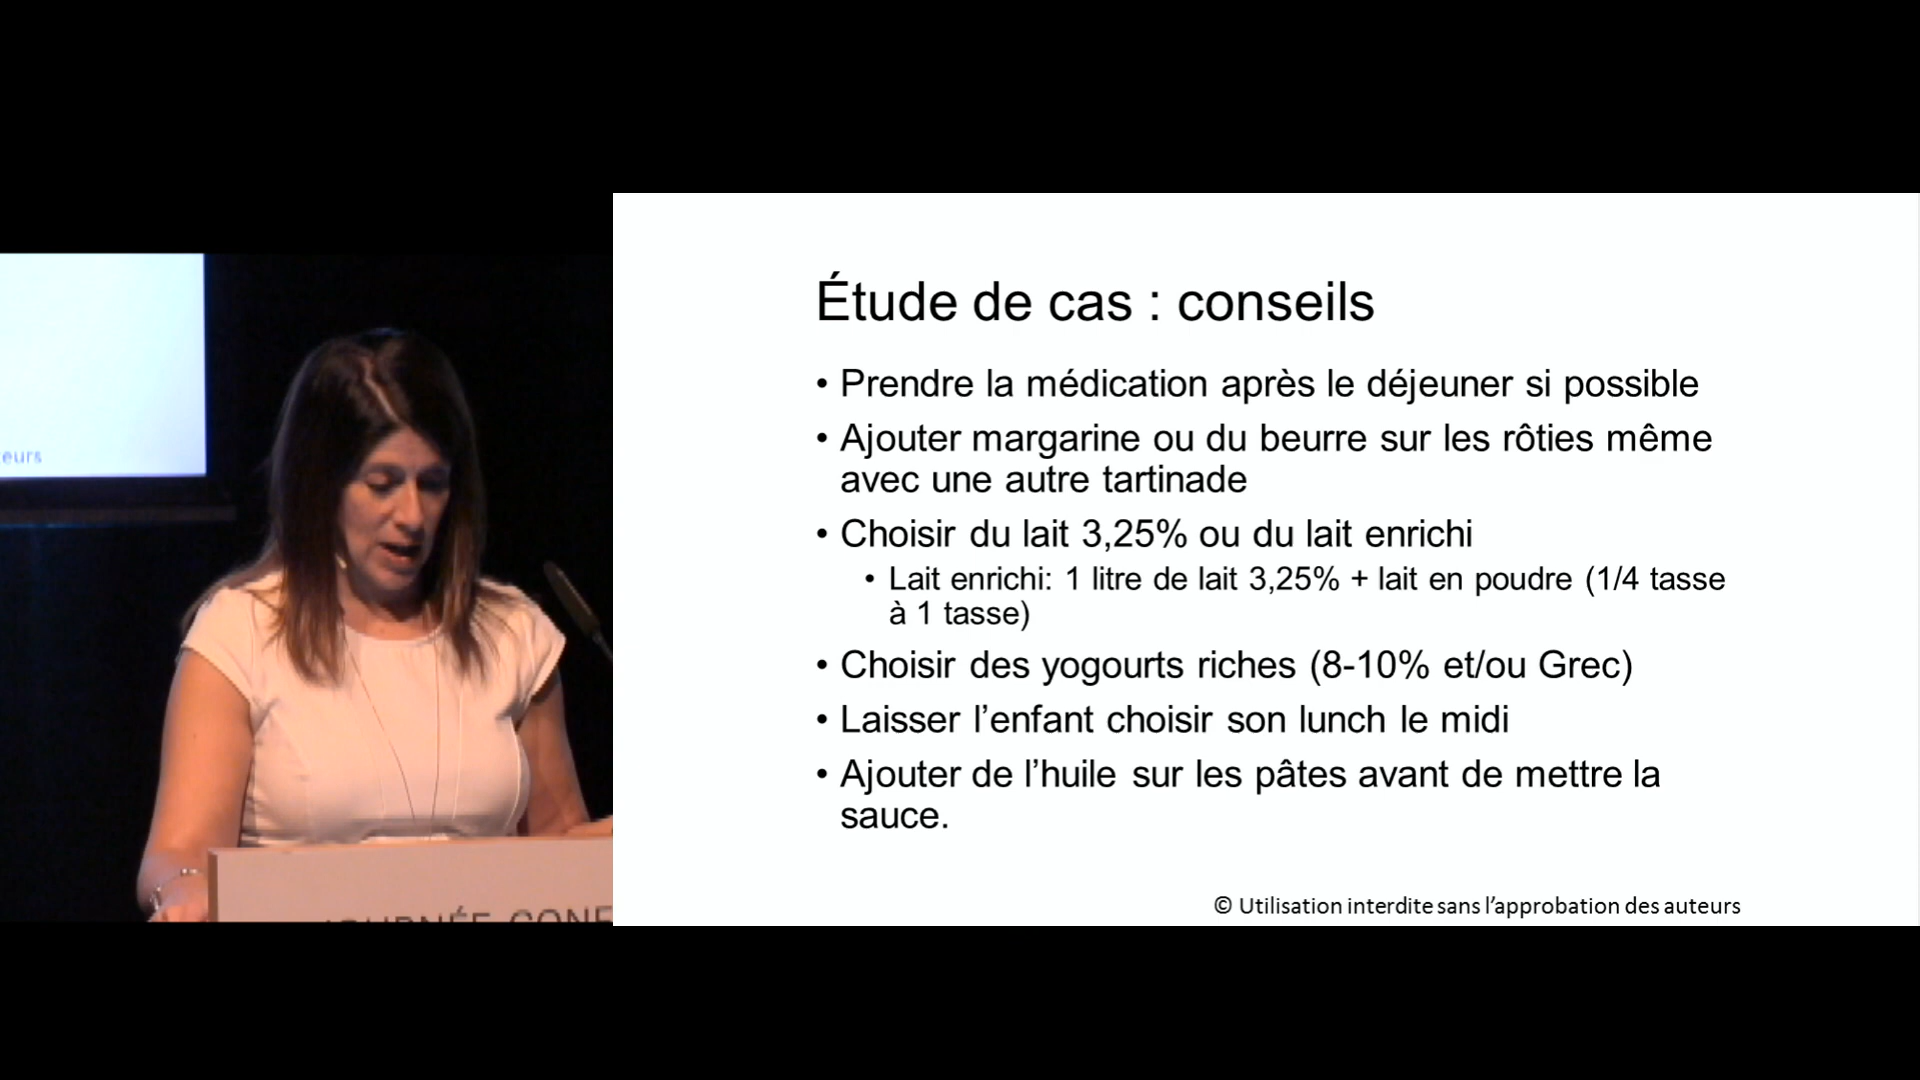 Étude de cas : conseils
• Prendre la médication après le déjeuner si possible
• Ajouter margarine ou du beurre sur les rôties même
avec une autre tartinade
• Choisir du lait 3,25% ou du lait enrichi
• Lait enrichi: 1 litre de lait 3,25% + lait en poudre (1/4 tasse
à 1 tasse)
• Choisir des yogourts riches (8-10% et/ou Grec)
• Laisser l’enfant choisir son lunch le midi
• Ajouter de l’huile sur les pâtes avant de mettre la
sauce.
© Utilisation interdite sans l’approbation des auteurs
eurs